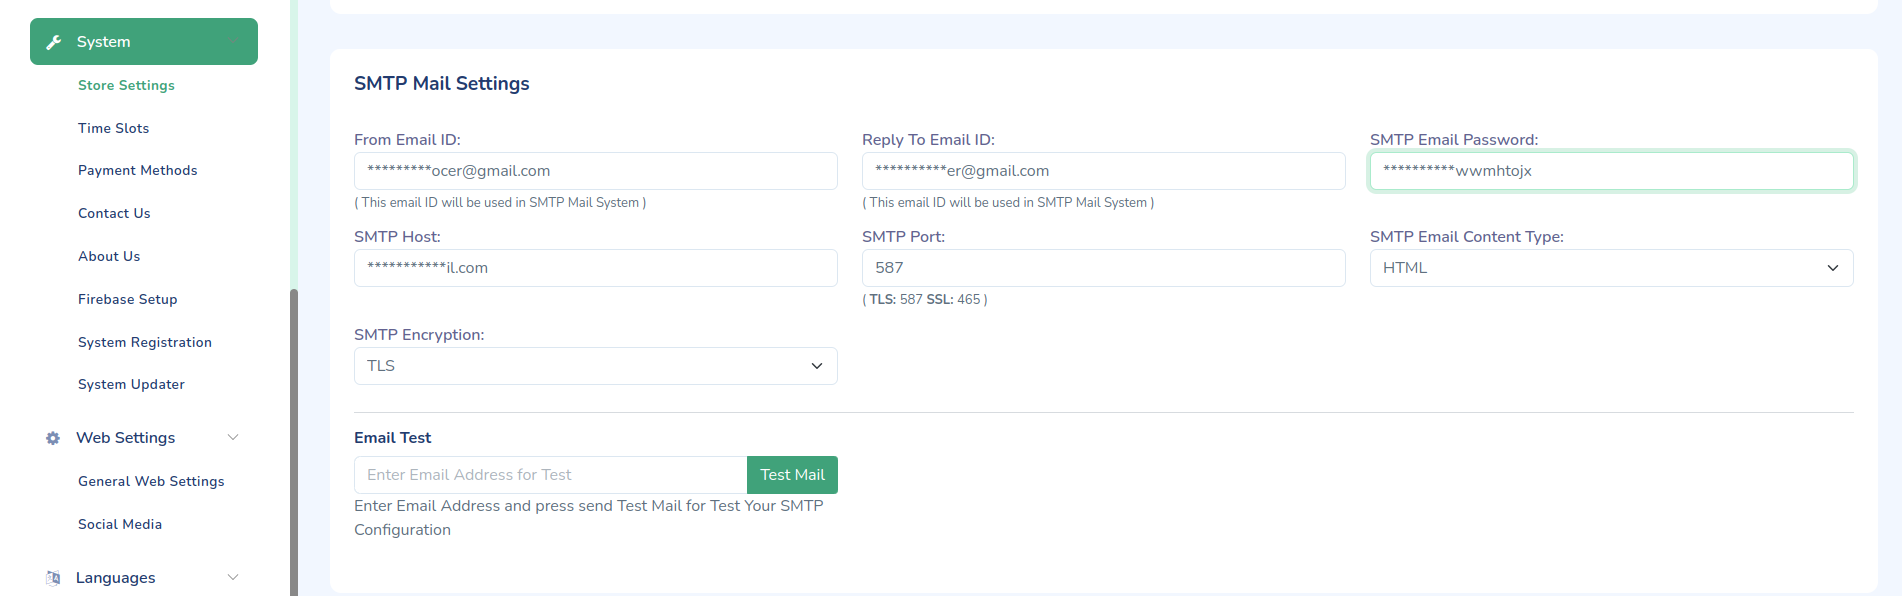 System
Store Settings
Time Slots
Payment Methods
Contact Us
About Us
Firebase Setup
System Registration
System Updater
Web Settings
General Web Settings
Social Media
Languages
SMTP Mail Settings
From Email ID:
*********ocer@gmail.com
( This email ID will be used in SMTP Mail System )
Reply To Email ID:
**********er@gmail.com
( This email ID will be used in SMTP Mail System )
SMTP Email Password:
**********wwmhtojx
SMTP Host:
***********il.com
SMTP Port:
587
( TLS: 587 SSL: 465 )
SMTP Email Content Type:
HTML
SMTP Encryption:
TLS
Email Test
Enter Email Address for Test
Test Mail
Enter Email Address and press send Test Mail for Test Your SMTP
Configuration